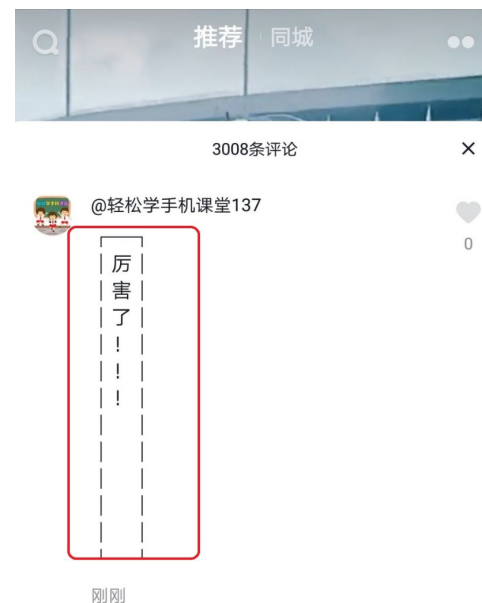 推荐 同城
3008条评论 ×
@轻松学手机课堂137
0
┌──┐
| 厉 |
| 害 |
| 了 |
| ! |
| ! |
| ! |
| |
| |
| |
| |
| |
| |
刚刚